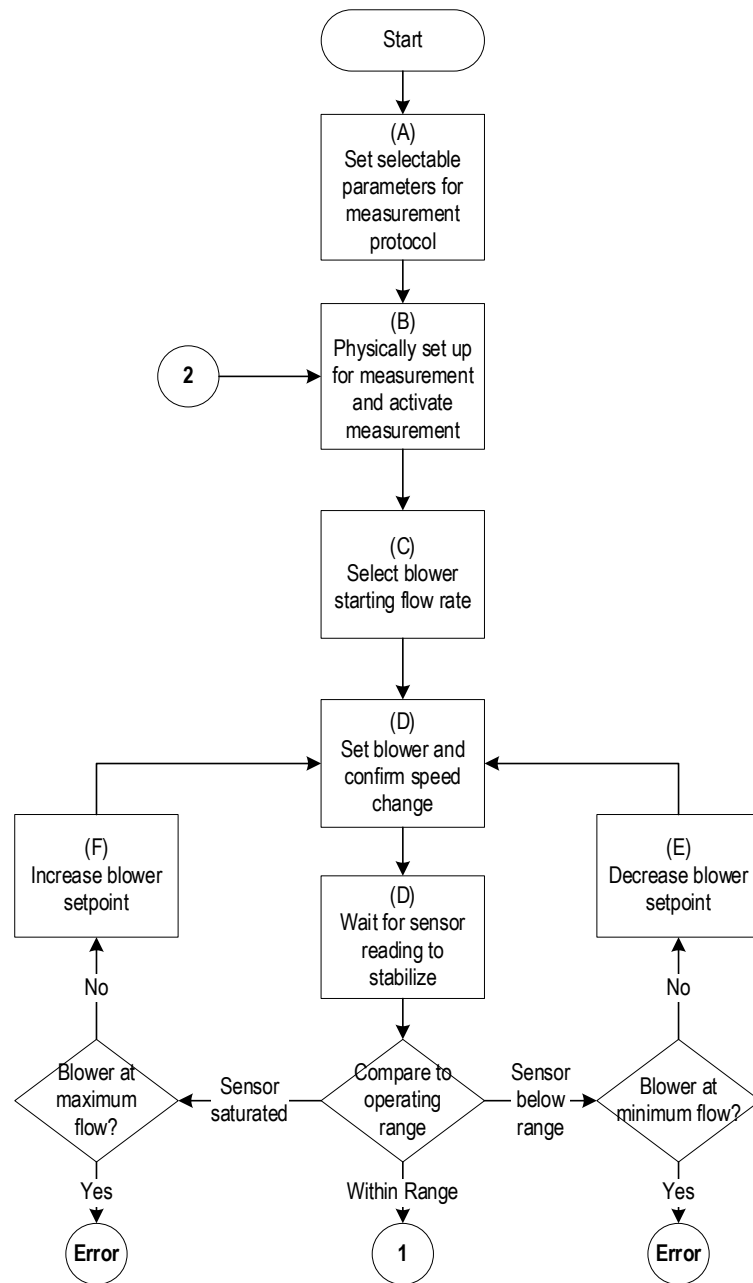 Start
(A)
Set selectable
parameters for
measurement
protocol
(B)
Physically set up
for measurement
and activate
measurement
2
(C)
Select blower
starting flow rate
(D)
Set blower and
confirm speed
change
(F)
Increase blower
setpoint
(E)
Decrease blower
setpoint
(D)
Wait for sensor
reading to
stabilize
No
No
Blower at
maximum
flow?
Sensor
saturated
Compare to
operating
range
Sensor
below
range
Blower at
minimum flow?
Yes
Within Range
Yes
Error
1
Error